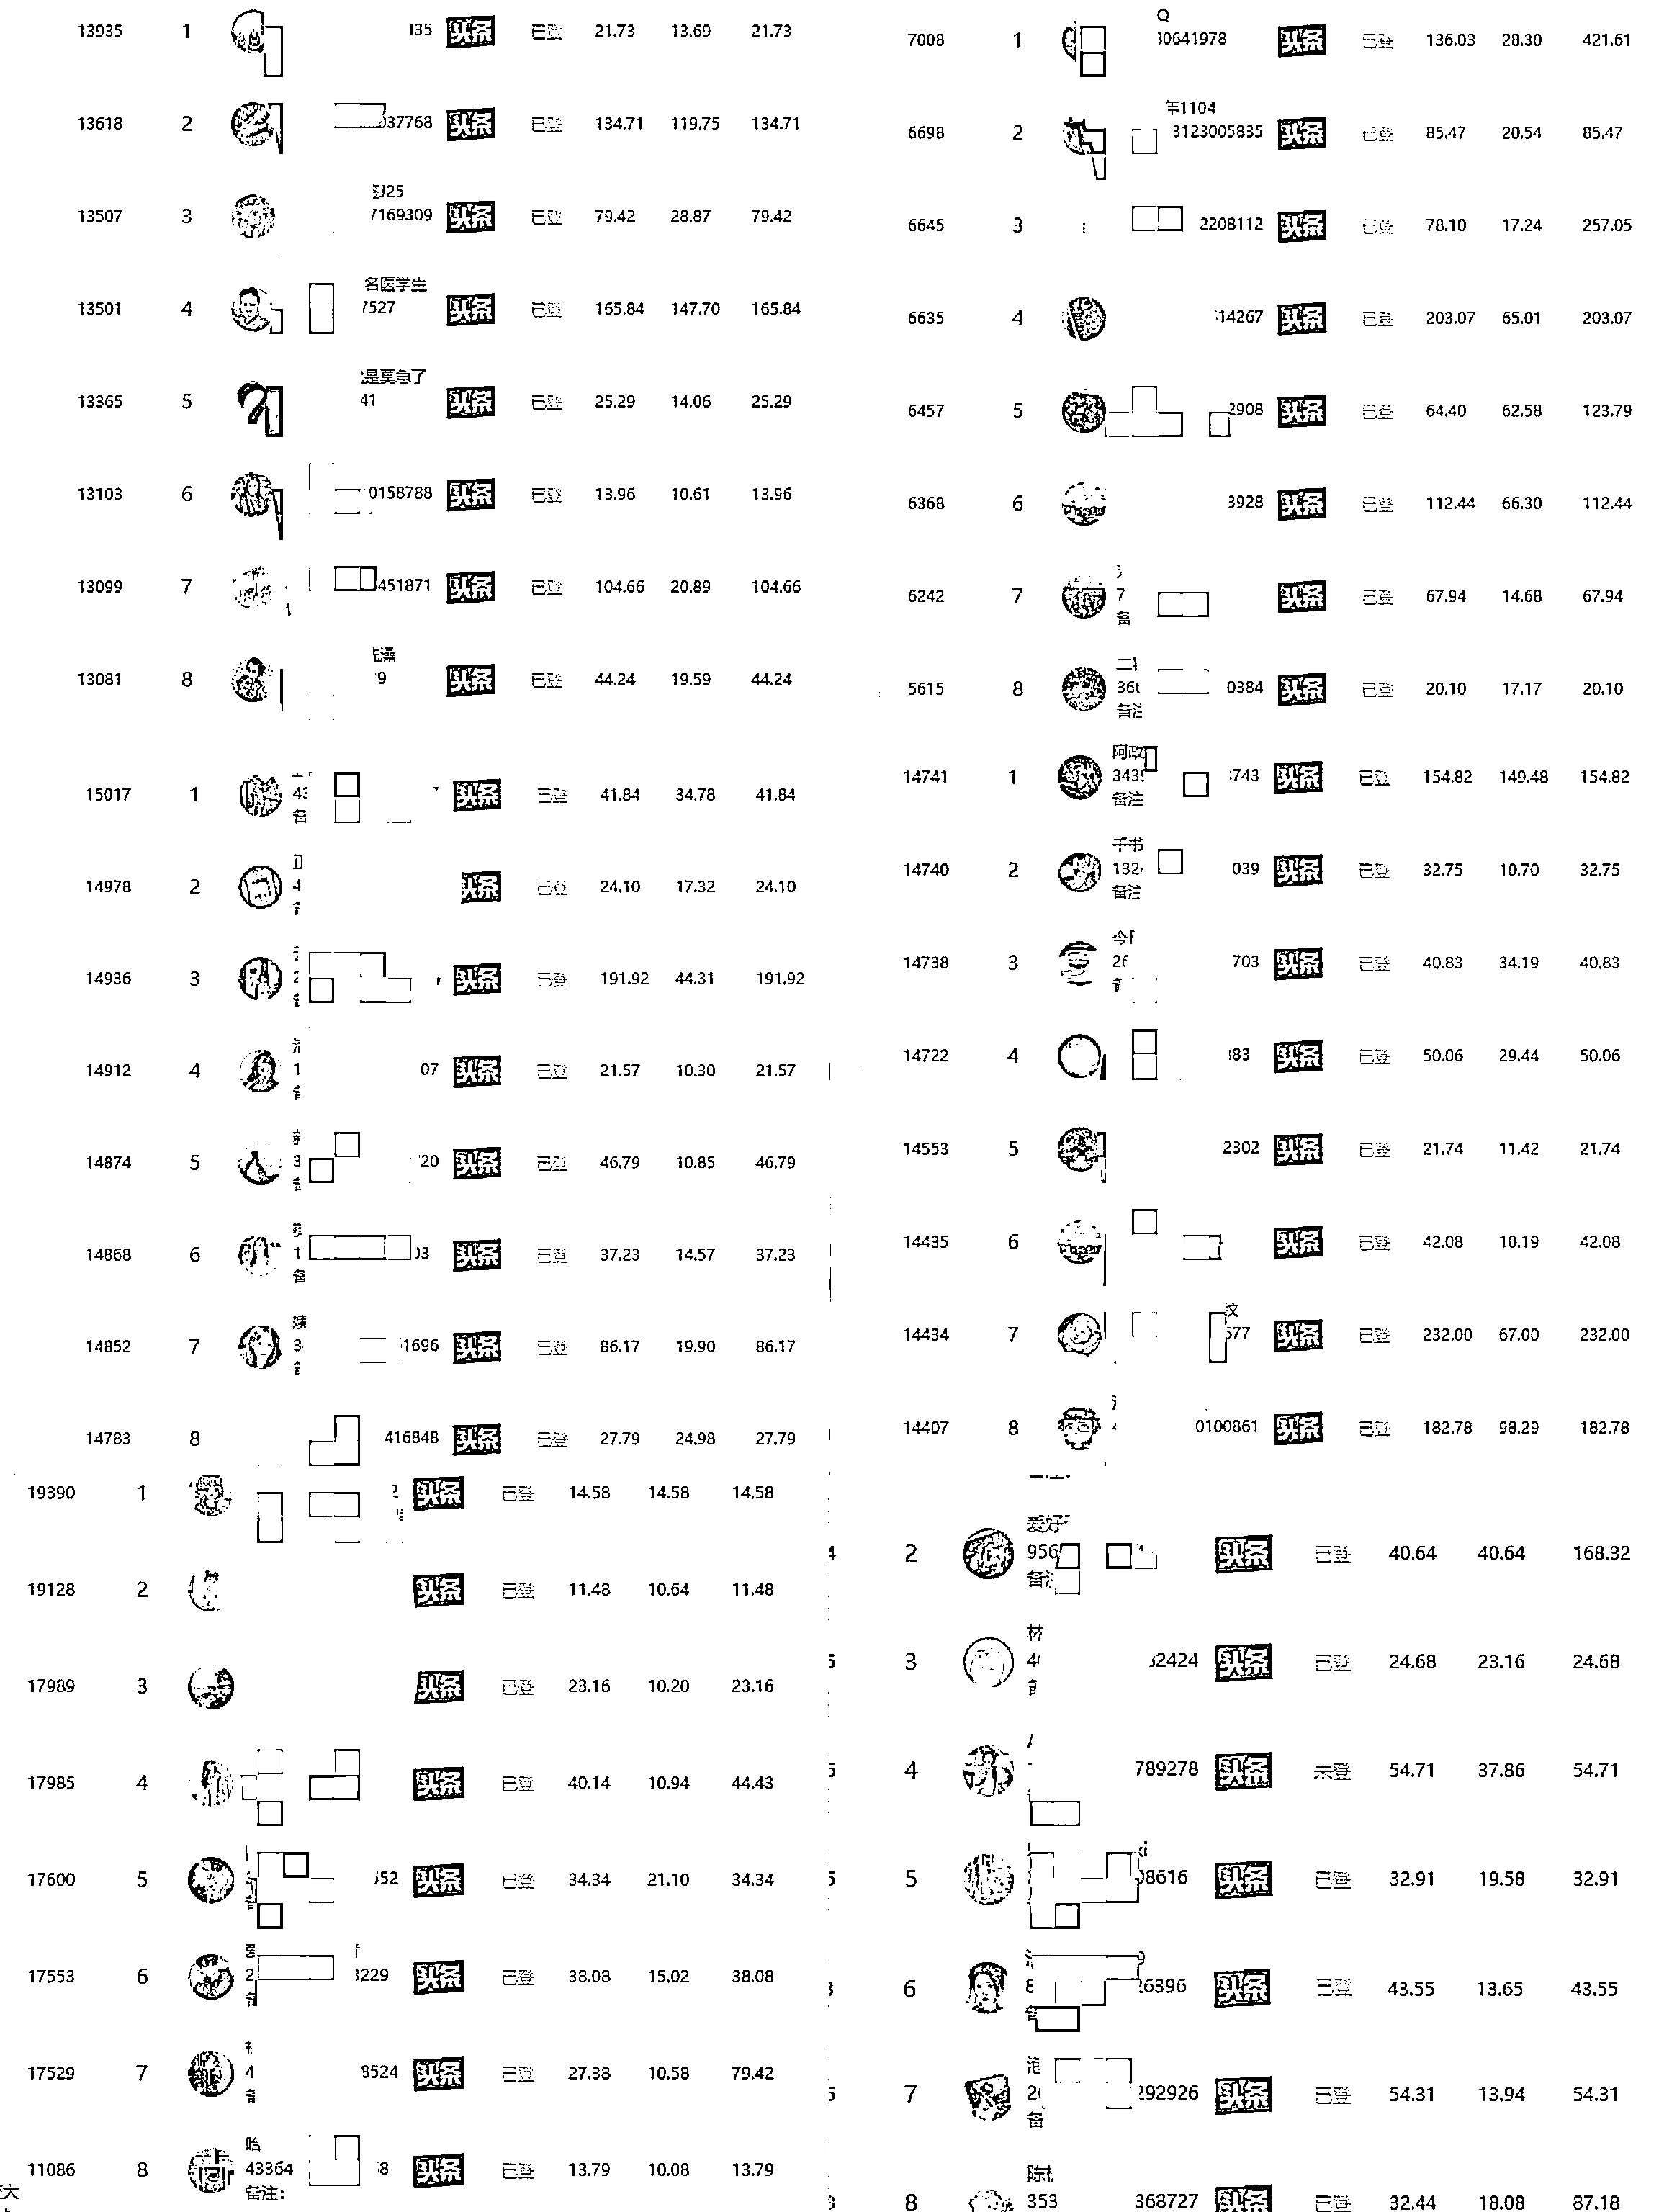 13935 1 135 头条 已登 21.73 13.69 21.73
13618 2 37768 头条 已登 134.71 119.75 134.71
25
13507 3 7169309 头条 已登 79.42 28.87 79.42
名医学生
13501 4 7527 头条 已登 165.84 147.70 165.84
是莫急了
13365 5 41 头条 已登 25.29 14.06 25.29
13103 6 0158788 头条 已登 13.96 10.61 13.96
13099 7 451871 头条 已登 104.66 20.89 104.66
澡
13081 8 9 头条 已登 44.24 19.59 44.24
Q
7008 1 30641978 头条 已登 136.03 28.30 421.61
年1104
6698 2 3123005835 头条 已登 85.47 20.54 85.47
6645 3 2208112 头条 已登 78.10 17.24 257.05
6635 4 14267 头条 已登 203.07 65.01 203.07
6457 5 2908 头条 已登 64.40 62.58 123.79
6368 6 3928 头条 已登 112.44 66.30 112.44
6242 7 7 头条 已登 67.94 14.68 67.94
备
二
5615 8 36 0384 头条 已登 20.10 17.17 20.10
备注
15017 1 43 头条 已登 41.84 34.78 41.84
备
14978 2 4 头条 已登 24.10 17.32 24.10
14936 3 2 头条 已登 191.92 44.31 191.92
14912 4 1 07 头条 已登 21.57 10.30 21.57
14874 5 3 20 头条 已登 46.79 10.85 46.79
14868 6 1 03 头条 已登 37.23 14.57 37.23
备
姨
14852 7 3 1696 头条 已登 86.17 19.90 86.17
14783 8 416848 头条 已登 27.79 24.98 27.79
阿政
14741 1 343 743 头条 已登 154.82 149.48 154.82
备注
千书
14740 2 132 039 头条 已登 32.75 10.70 32.75
备注
今
14738 3 26 703 头条 已登 40.83 34.19 40.83
14722 4 83 头条 已登 50.06 29.44 50.06
14553 5 2302 头条 已登 21.74 11.42 21.74
14435 6 头条 已登 42.08 10.19 42.08
纹
14434 7 577 头条 已登 232.00 67.00 232.00
14407 8 0100861 头条 已登 182.78 98.29 182.78
19390 1 2 头条 已登 14.58 14.58 14.58
19128 2 头条 已登 11.48 10.64 11.48
17989 3 头条 已登 23.16 10.20 23.16
17985 4 头条 已登 40.14 10.94 44.43
17600 5 52 头条 已登 34.34 21.10 34.34
17553 6 2 3229 头条 已登 38.08 15.02 38.08
17529 7 4 8524 头条 已登 27.38 10.58 79.42
备
哈
11086 8 43364 8 头条 已登 13.79 10.08 13.79
备注:
爱好
4 2 956 头条 已登 40.64 40.64 168.32
备注
林
5 3 4 52424 头条 已登 24.68 23.16 24.68
5 4 789278 头条 未登 54.71 37.86 54.71
5 5 8616 头条 已登 32.91 19.58 32.91
3 6 8 26396 头条 已登 43.55 13.65 43.55
5 7 20 292926 头条 已登 54.31 13.94 54.31
备
陈
3 8 353 368727 头条 已登 32.44 18.08 87.18